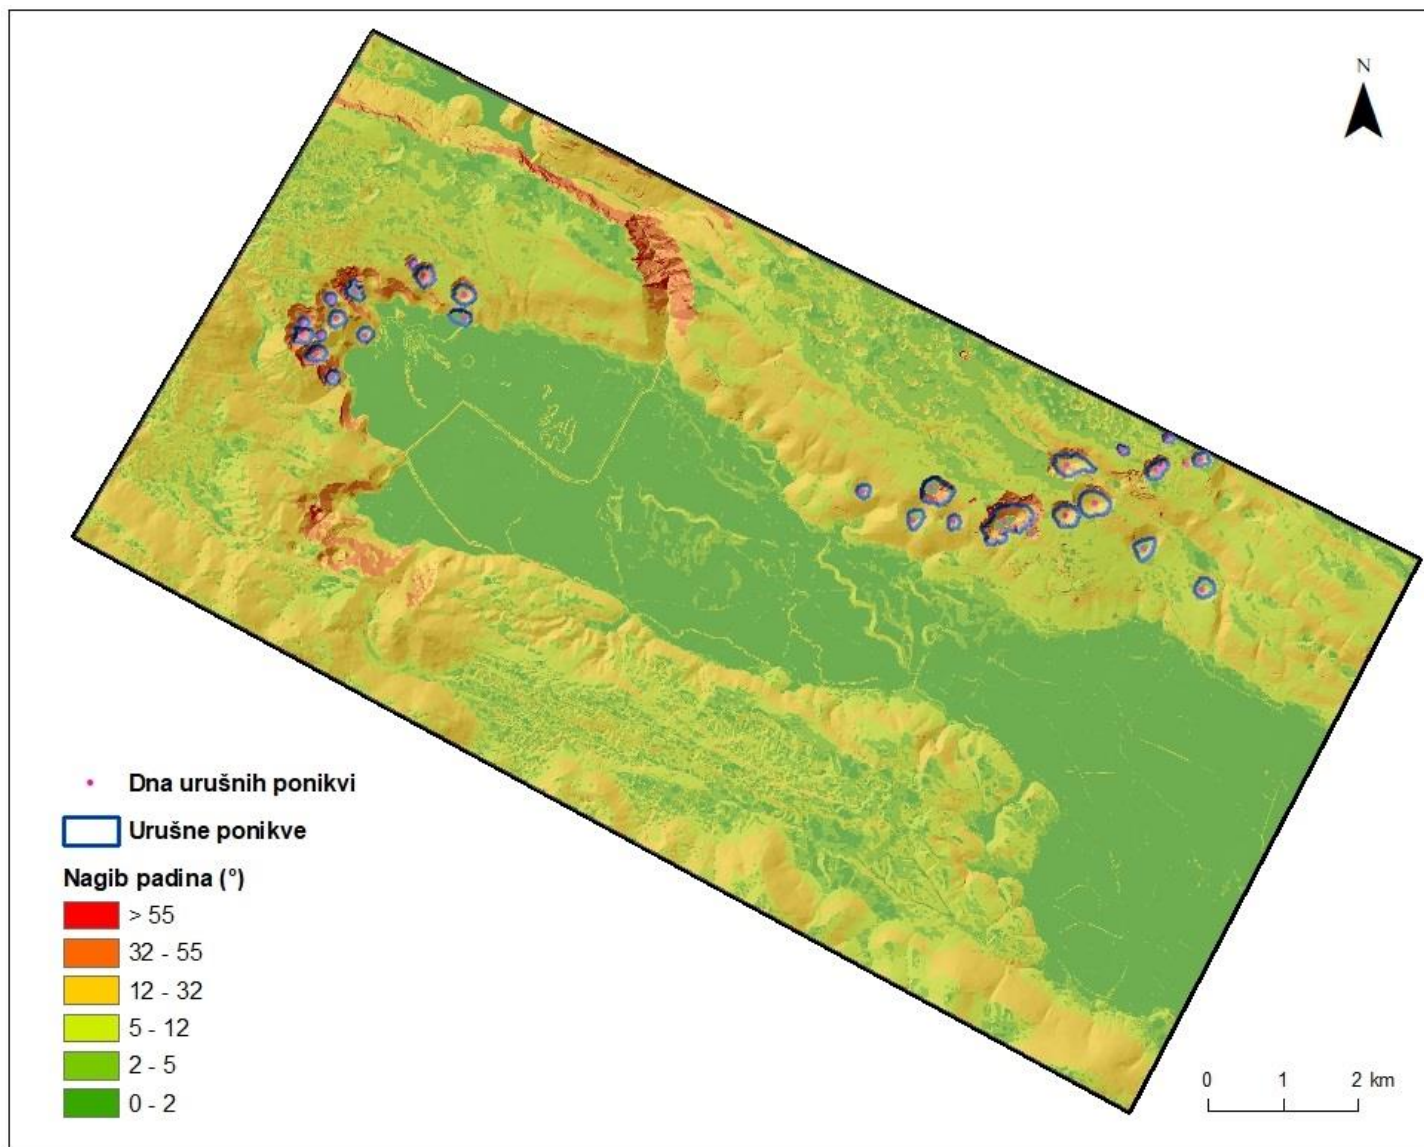 N
Dna urušnih ponikvi
Urušne ponikve
Nagib padina (°)
> 55
32 - 55
12 - 32
5 - 12
2 - 5
0 - 2
0 1 2 km